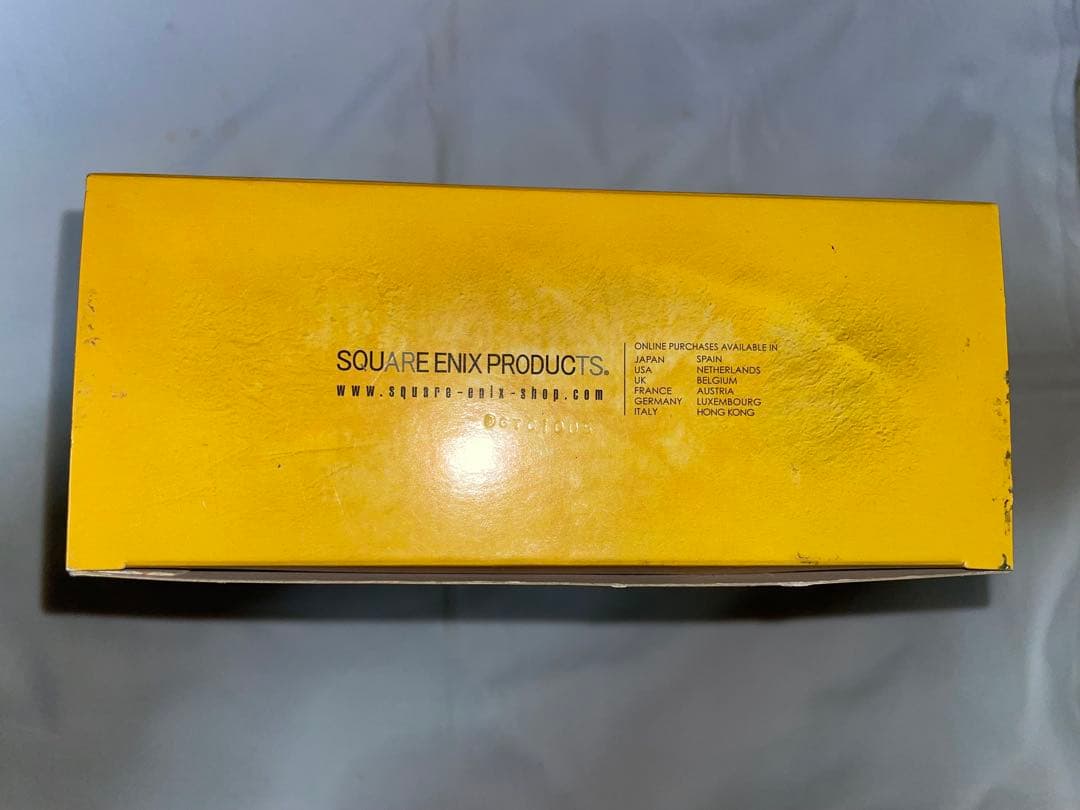 SQUARE ENIX PRODUCTS.
www.square-enix-shop.com
ONLINE PURCHASES AVAILABLE IN
JAPAN SPAIN
USA NETHERLANDS
UK BELGIUM
FRANCE AUSTRIA
GERMANY LUXEMBOURG
ITALY HONG KONG